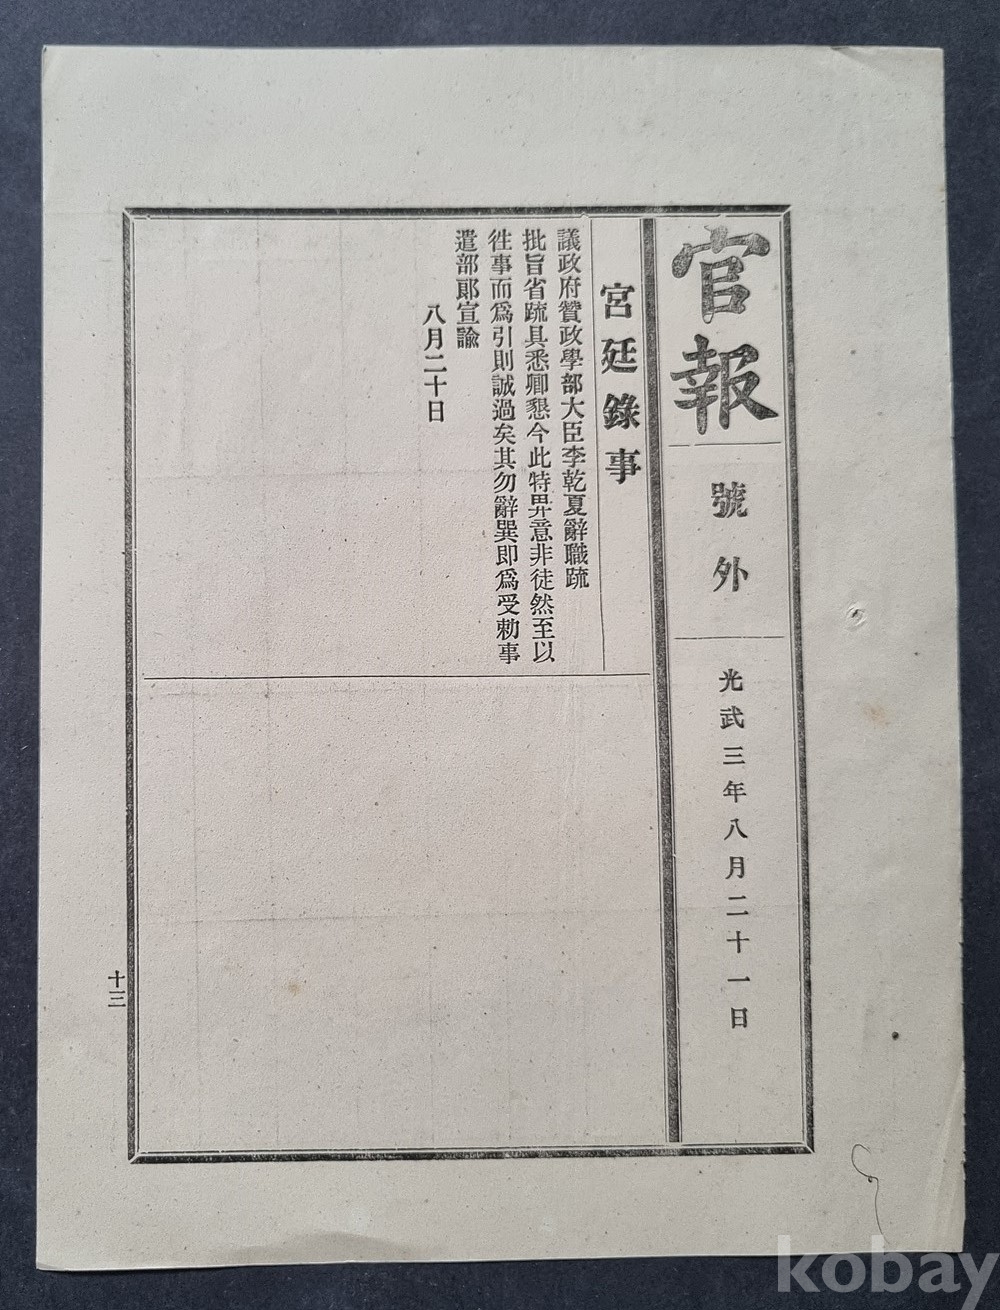 官報
號外
光武三年八月二十一日
宮廷錄事
議政府贊政學部大臣李乾夏辭職疏
批旨省疏具悉卿懇今此特畀意非徒然至以
徃事而爲引則誠過矣其勿辭巽即爲受勅事
遣部郞宣諭
八月二十日
十三
kobay